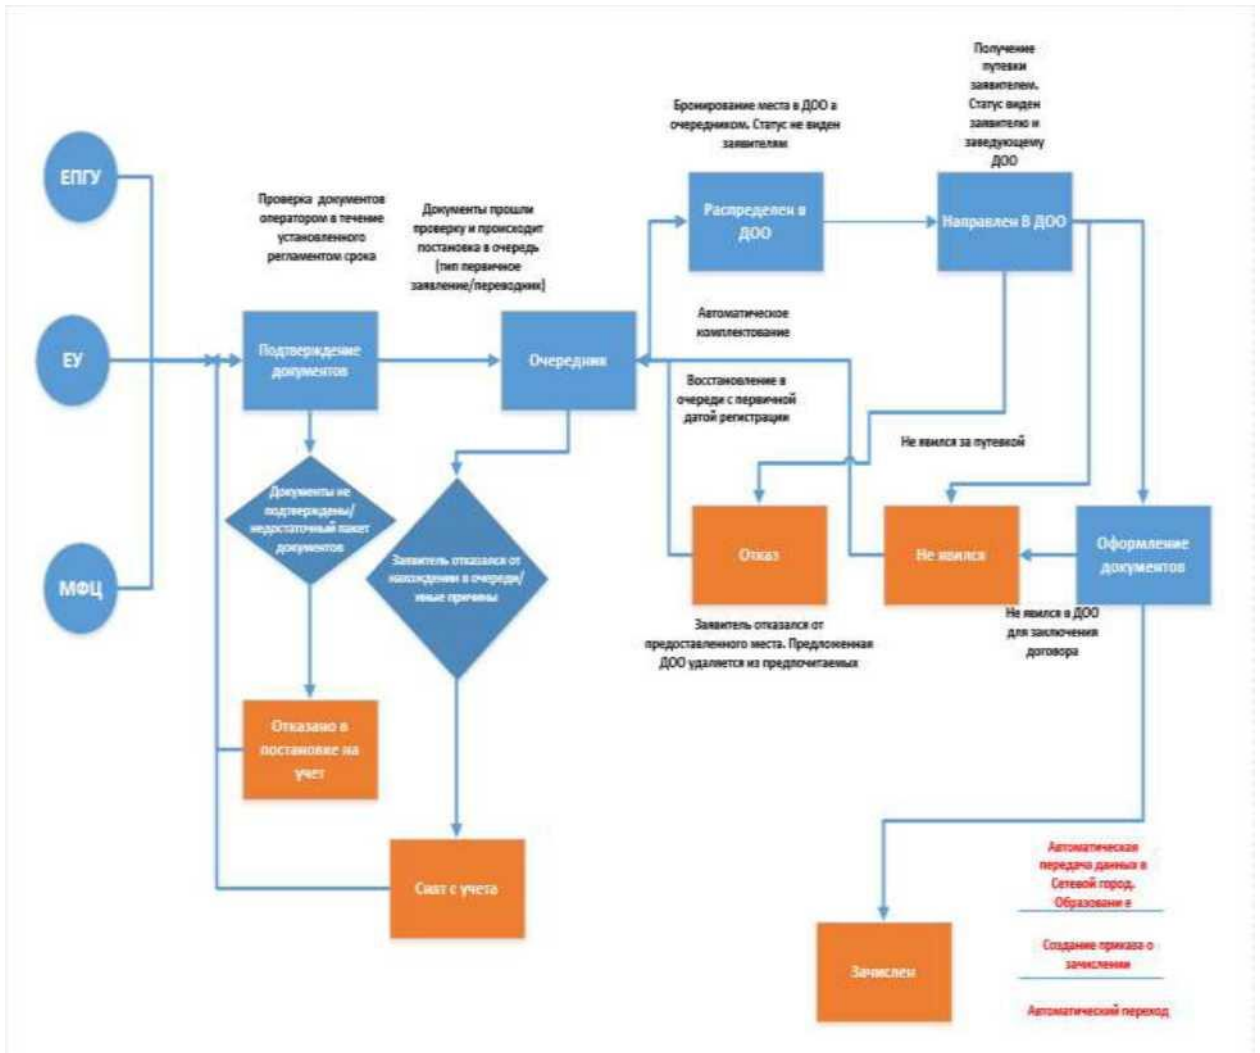 Получение
путевки
заявителем.
Статус виден
заявителю и
заведующему
ДОО
Бронирование места в ДОО а
очередником. Статус не виден
заявителям
ЕПГУ
Проверка документов
оператором в течение
установленного
регламентом срока
Документы прошли
проверку и происходит
постановка в очередь
(тип первичное
заявление/переводник)
Распределен в
ДОО
Направлен В ДОО
Автоматическое
комплектование
ЕУ
Подтверждение
документов
Очередник
Восстановление в
очереди с первичной
датой регистрации
Не явился за путевкой
Документы не
подтверждены/
недостаточный пакет
документов
Заявитель отказался от
нахождении в очереди/
иные причины
Отказ
Не явился
Оформление
документов
МФЦ
Заявитель отказался от
предоставленного места. Предложенная
ДОО удаляется из предпочитаемых
Не явился в ДОО
для заключения
договора
Отказано в
постановке на
учет
Снят с учета
Автоматическая
передача данных в
Сетевой город.
Образовани е
Создание приказа о
зачислении
Автоматический переход
Зачислен